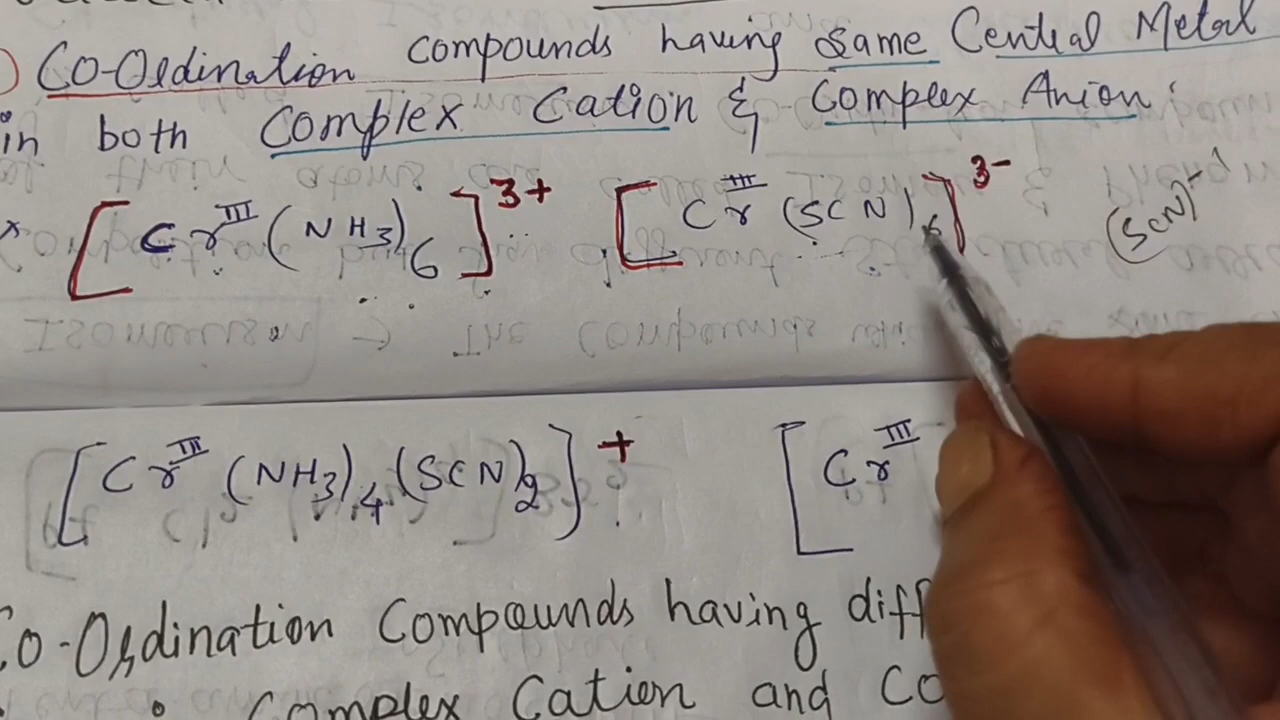 Co-Ordination compounds having same Central Metal
in both Complex Cation & Complex Anion:
[Cr^III(NH3)6]3+ [Cr^III(SCN)6]3- (SCN)-
[Cr^III(NH3)4(SCN)2]+ [Cr^III
Co-Ordination Compounds having diff
Complex Cation and Co